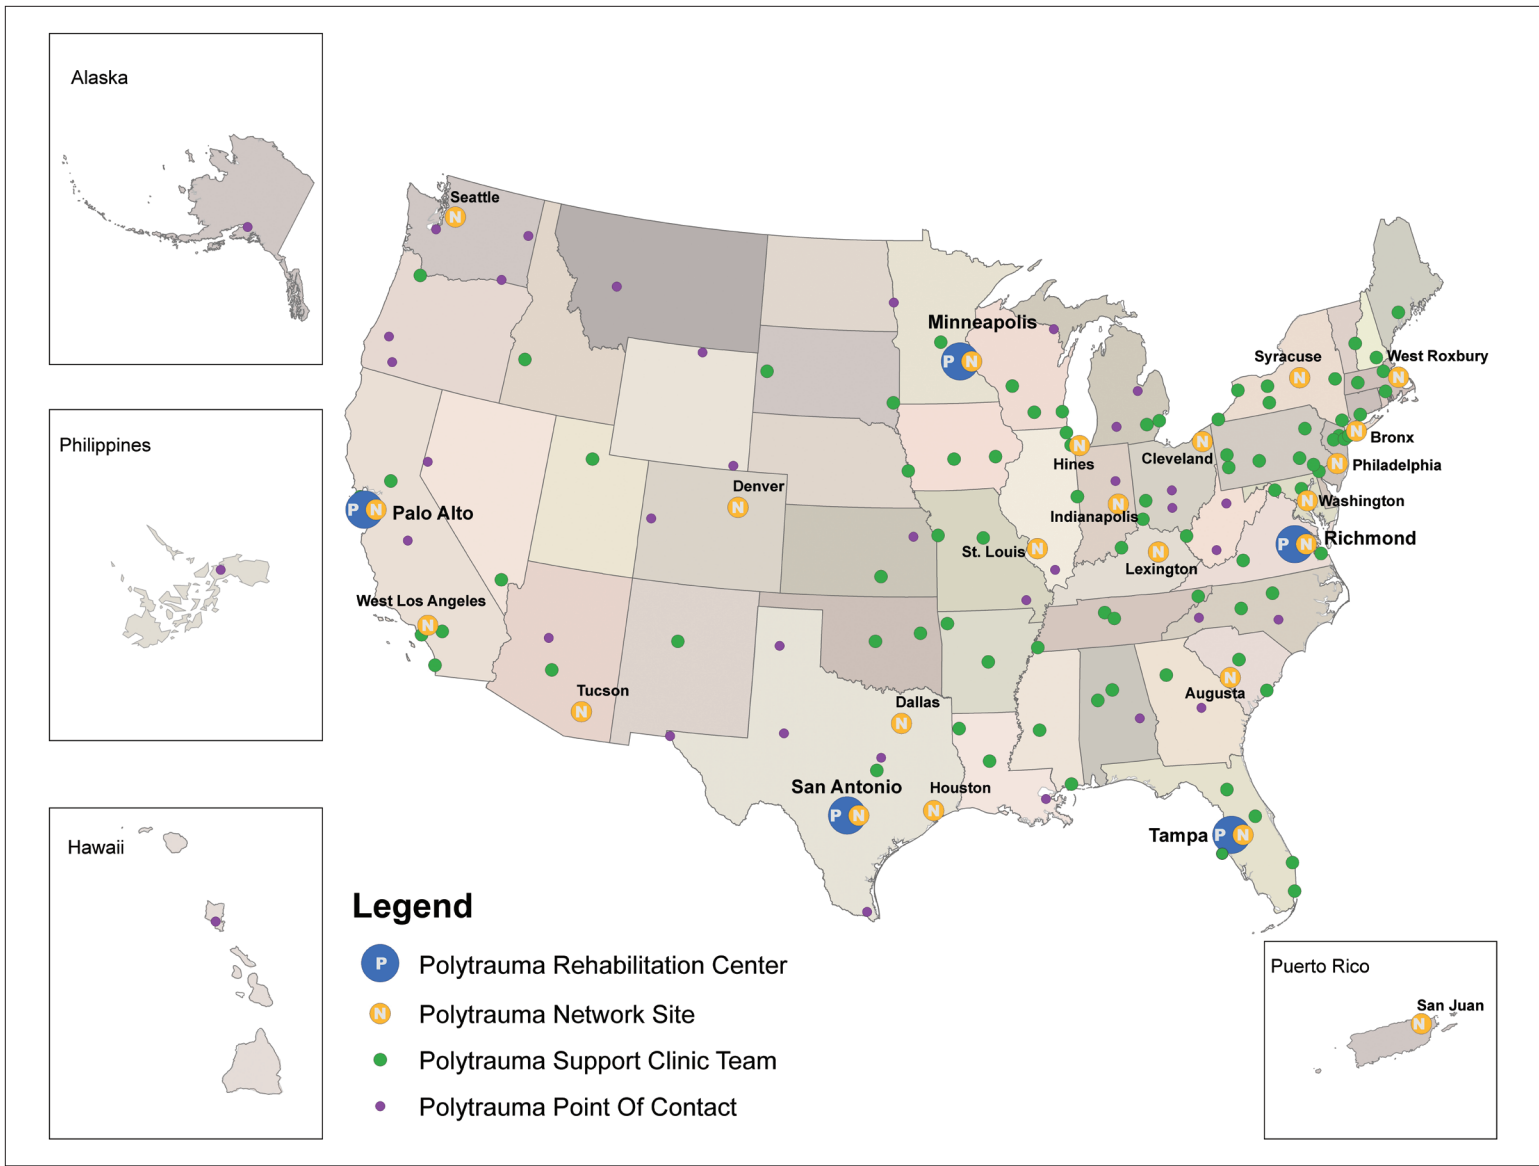 Alaska
Philippines
Hawaii
Seattle
Minneapolis
Syracuse
West Roxbury
Bronx
Hines
Cleveland
Philadelphia
Denver
Washington
Palo Alto
Indianapolis
Richmond
St. Louis
Lexington
West Los Angeles
Tucson
Augusta
Dallas
San Antonio
Houston
Tampa
Legend
P Polytrauma Rehabilitation Center
N Polytrauma Network Site
Polytrauma Support Clinic Team
Polytrauma Point Of Contact
Puerto Rico
San Juan